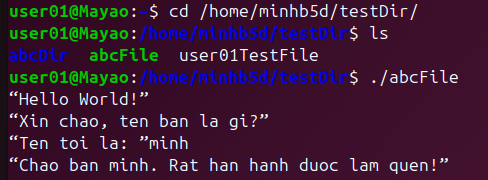 user01@Mayao:~$ cd /home/minhb5d/testDir/
user01@Mayao:/home/minhb5d/testDir$ ls
abcDir  abcFile  user01TestFile
user01@Mayao:/home/minhb5d/testDir$ ./abcFile
“Hello World!”
“Xin chao, ten ban la gi?”
“Ten toi la: ”minh
“Chao ban minh. Rat han hanh duoc lam quen!”